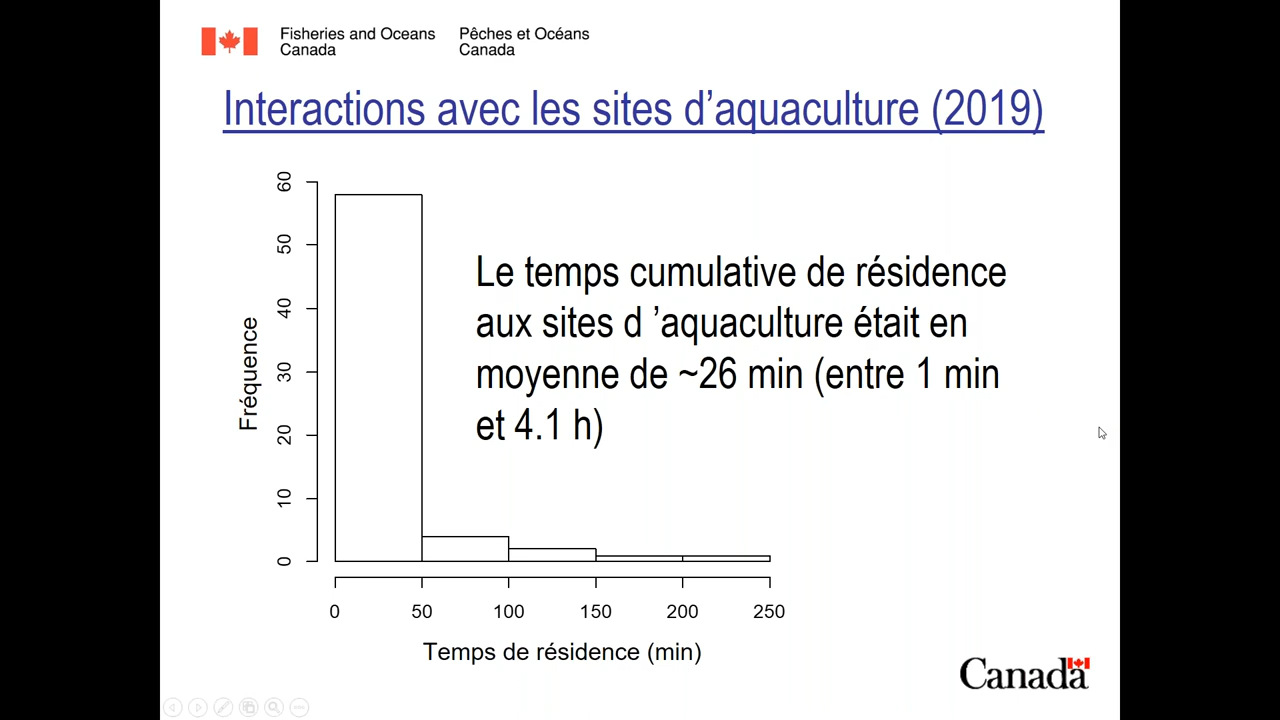 Fisheries and Oceans Pêches et Océans
Canada Canada
Interactions avec les sites d’aquaculture (2019)
Le temps cumulative de résidence
aux sites d ’aquaculture était en
moyenne de ~26 min (entre 1 min
et 4.1 h)
Fréquence
60
50
40
30
20
10
0
0 50 100 150 200 250
Temps de résidence (min)
Canada